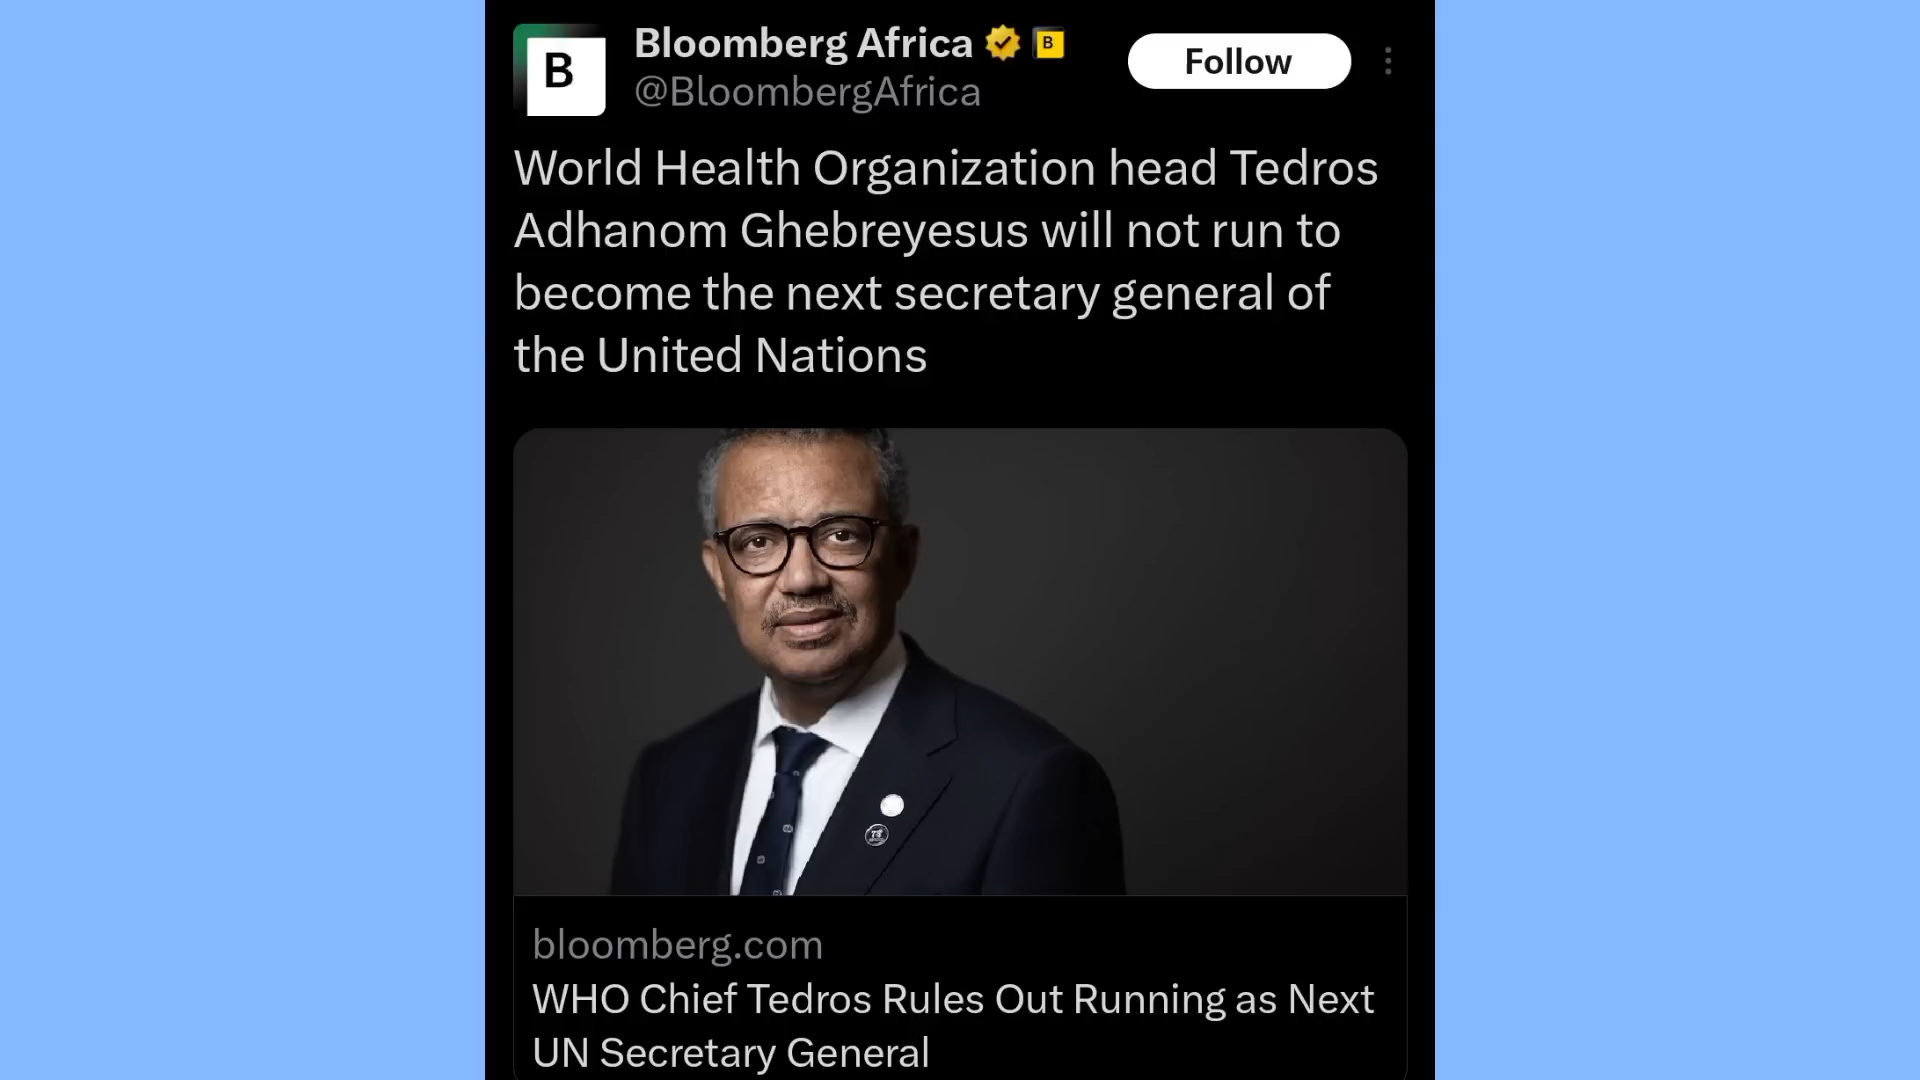 B
Bloomberg Africa
B
@BloombergAfrica
Follow
World Health Organization head Tedros
Adhanom Ghebreyesus will not run to
become the next secretary general of
the United Nations
bloomberg.com
WHO Chief Tedros Rules Out Running as Next
UN Secretary General